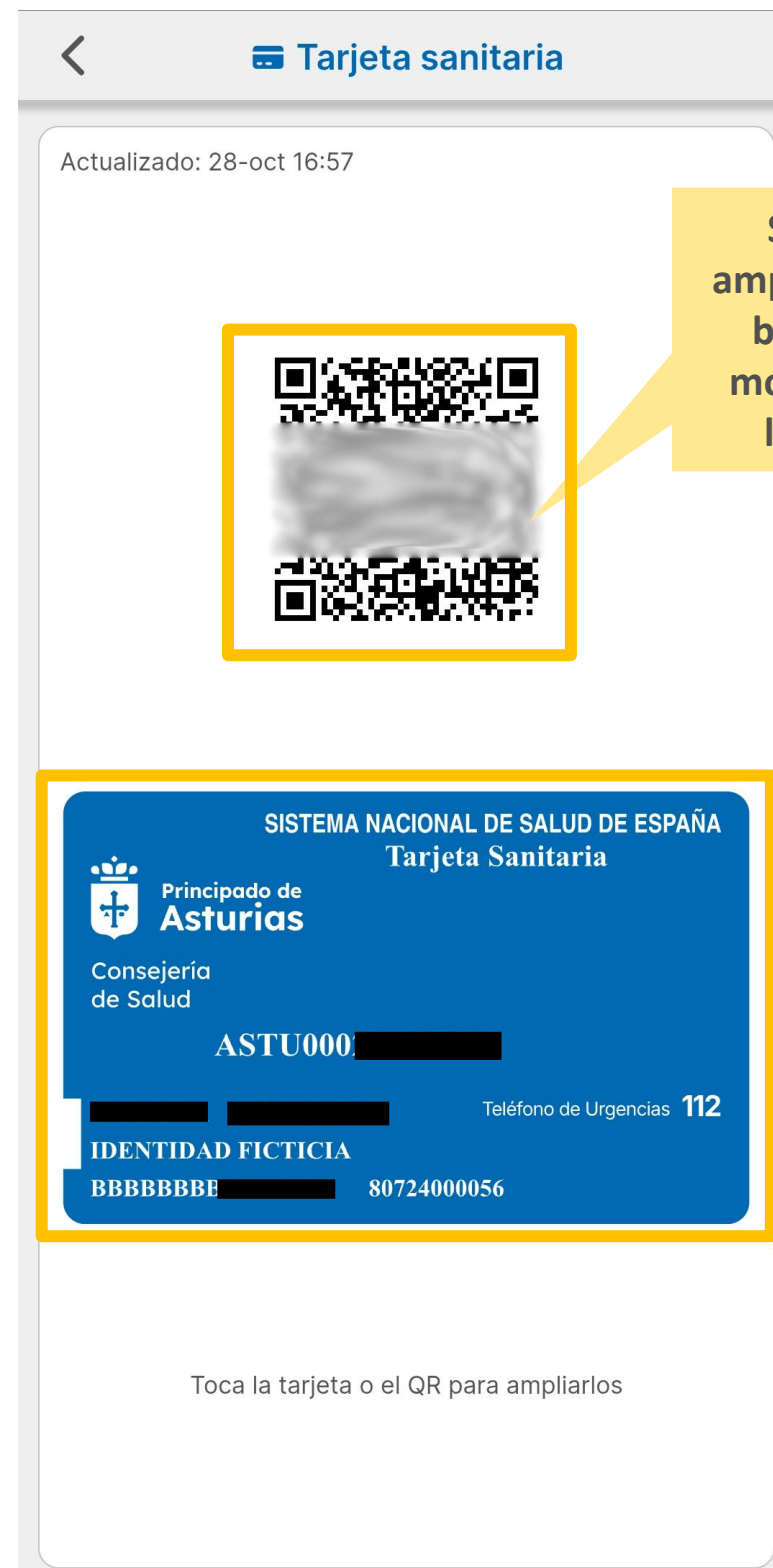 Tarjeta sanitaria
Actualizado: 28-oct 16:57
SISTEMA NACIONAL DE SALUD DE ESPAÑA
Tarjeta Sanitaria
Principado de
Asturias
Consejería
de Salud
ASTU000
Teléfono de Urgencias 112
IDENTIDAD FICTICIA
BBBBBBBB 80724000056
Toca la tarjeta o el QR para ampliarlos